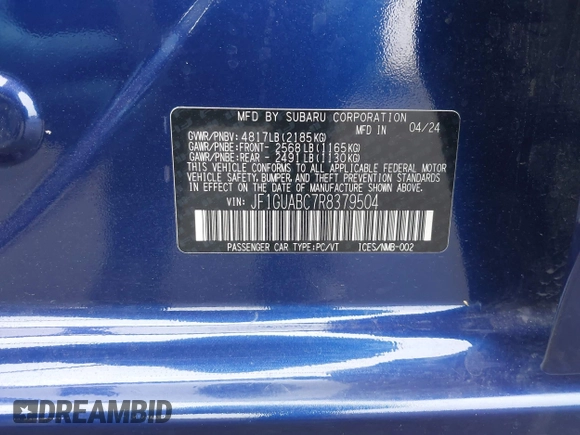 MFD BY SUBARU CORPORATION
GVWR/PNBV: 4817LB(2185KG) MFD IN 04/24
GAWR/PNBE:FRONT- 2568LB(1165KG)
GAWR/PNBE:REAR - 2491LB(1130KG)
THIS VEHICLE CONFORMS TO ALL APPLICABLE FEDERAL MOTOR
VEHICLE SAFETY, BUMPER, AND THEFT PREVENTION STANDARDS
IN EFFECT ON THE DATE OF MANUFACTURE SHOWN ABOVE.
VIN: JF1GUABC7R8379504
PASSENGER CAR TYPE:PC/VT ICES/NMB-002
DREAMBID